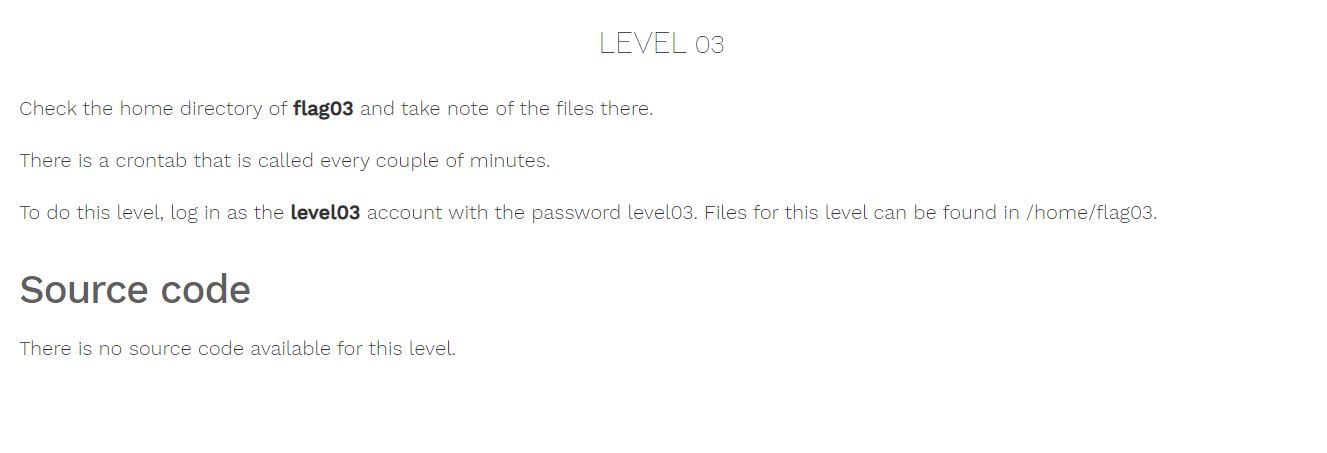 LEVEL 03
Check the home directory of flag03 and take note of the files there.
There is a crontab that is called every couple of minutes.
To do this level, log in as the level03 account with the password level03. Files for this level can be found in /home/flag03.
Source code
There is no source code available for this level.